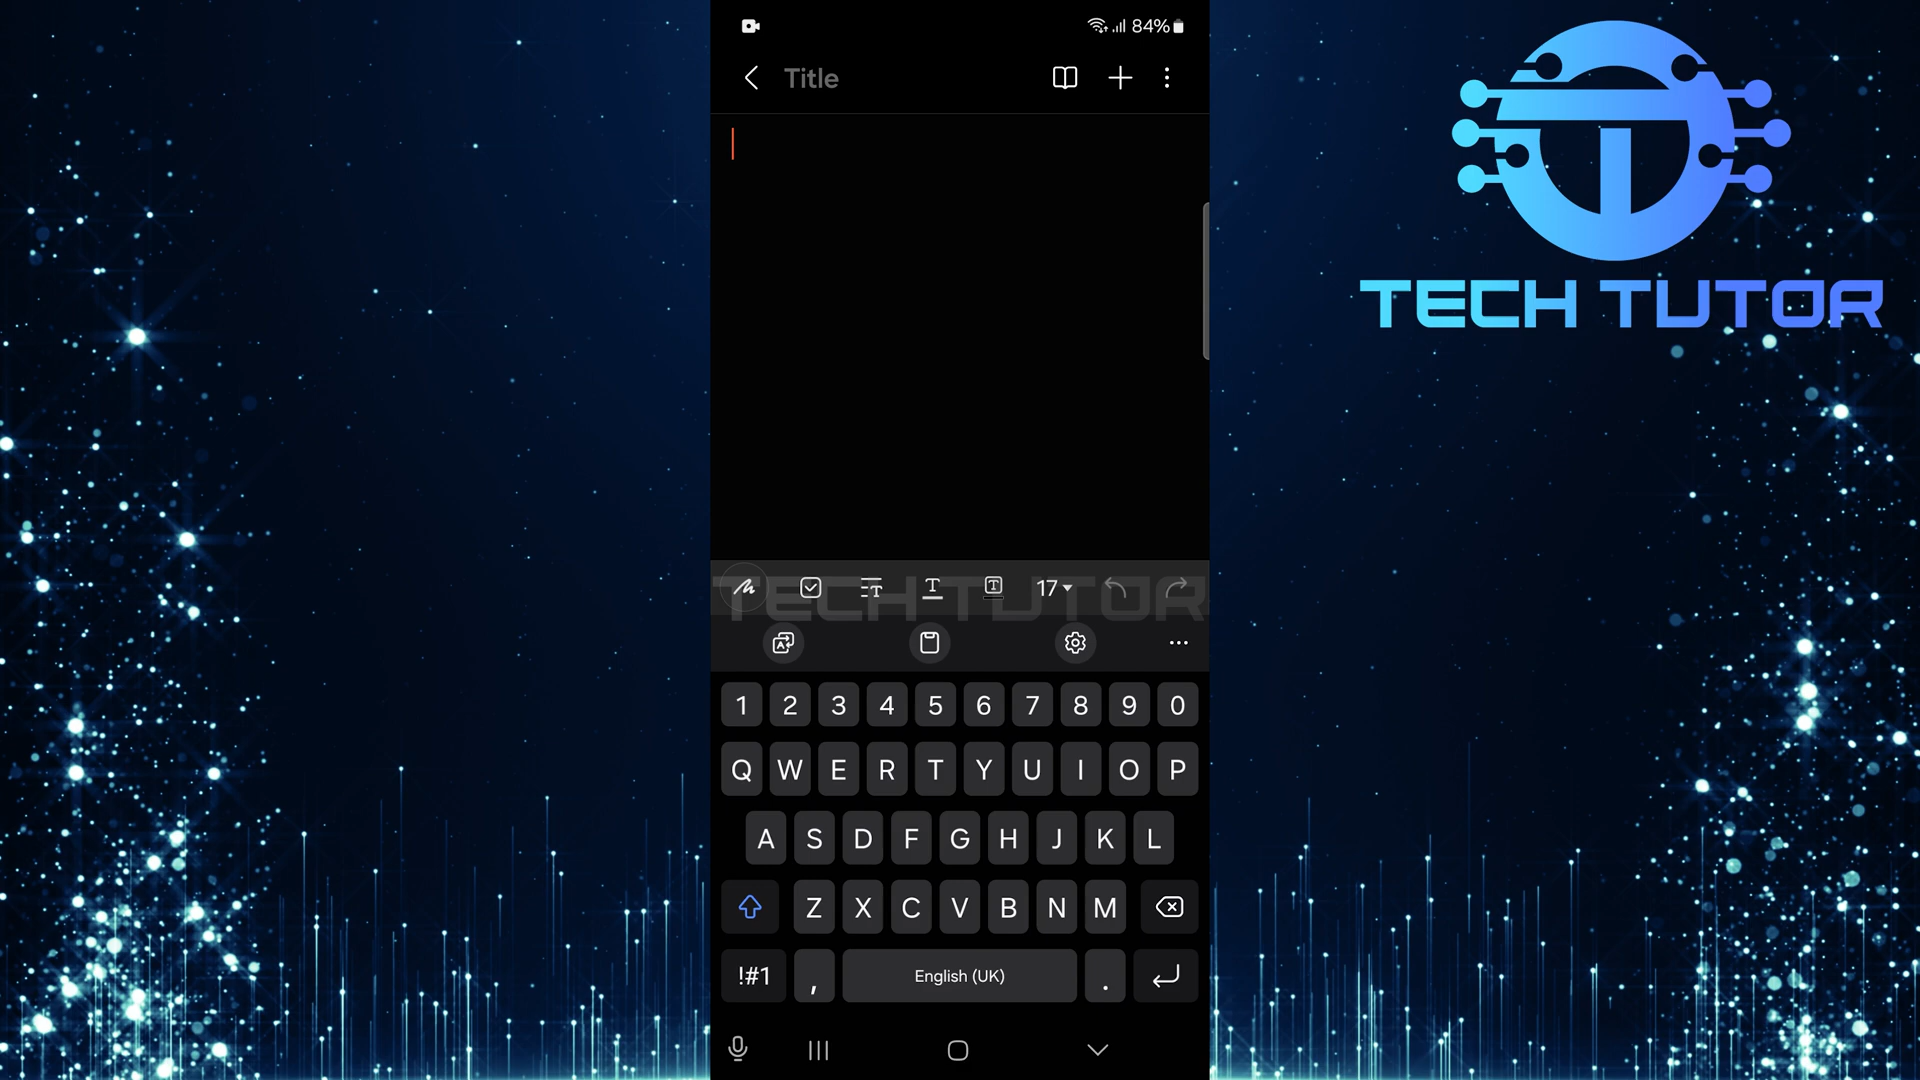 84%
Title
TECH TUTOR
17
TECH TUTOR
1 2 3 4 5 6 7 8 9 0
Q W E R T Y U I O P
A S D F G H J K L
Z X C V B N M
!#1 , English (UK) .